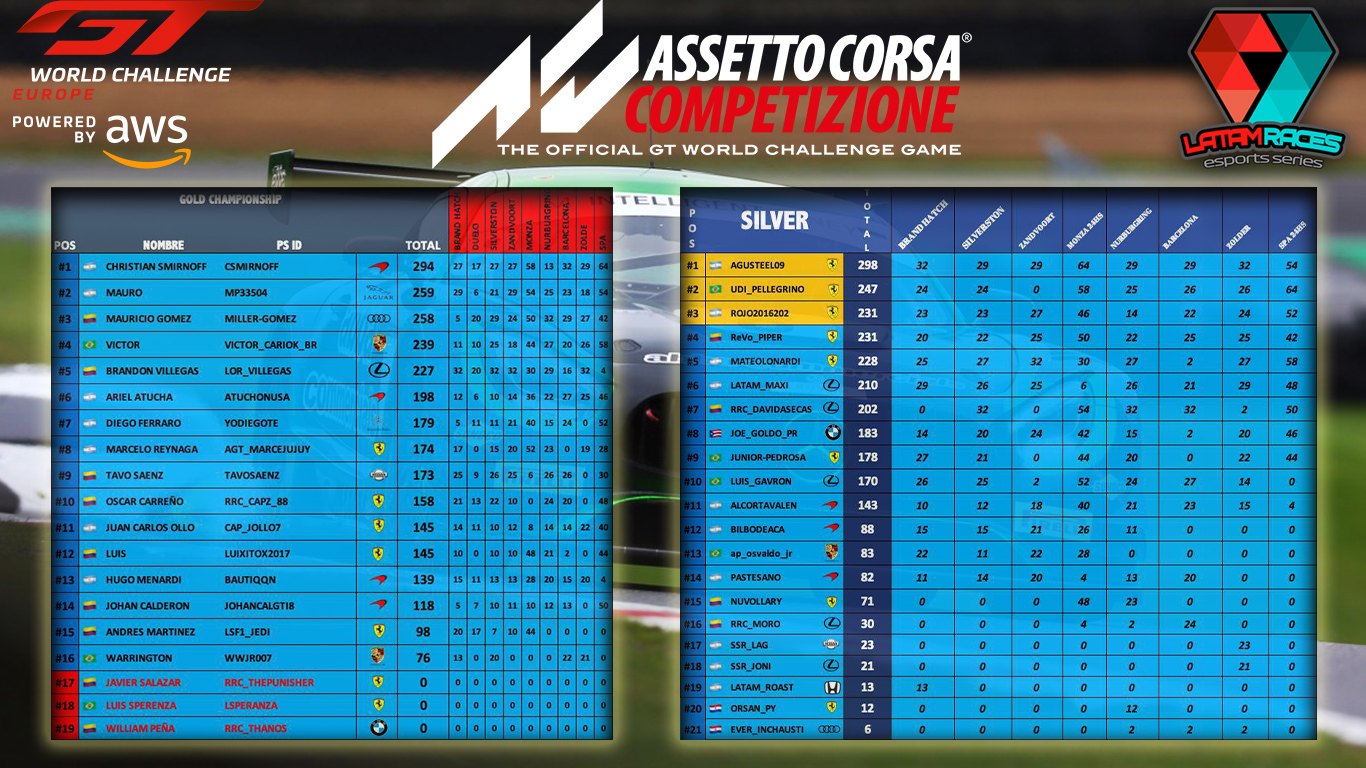 GT
WORLD CHALLENGE
EUROPE
POWERED
BY aws
ASSETTO CORSA®
COMPETIZIONE
THE OFFICIAL GT WORLD CHALLENGE GAME
LATAM RACES
esports series
GOLD CHAMPIONSHIP
POS NOMBRE PS ID TOTAL BRAND HATCH DUELO SILVERSTON ZANDVOORT MONZA NURBURGRIN BARCELONA ZOLDE SPA
#1 CHRISTIAN SMIRNOFF CSMIRNOFF 294 27 17 27 27 58 13 32 29 64
#2 MAURO MP33504 JAGUAR 259 29 6 21 29 54 25 23 18 54
#3 MAURICIO GOMEZ MILLER-GOMEZ 258 5 20 29 24 50 32 29 27 42
#4 VICTOR VICTOR_CARIOK_BR 239 11 10 25 18 44 27 20 26 58
#5 BRANDON VILLEGAS LOR_VILLEGAS 227 32 20 32 32 30 29 16 32 4
#6 ARIEL ATUCHA ATUCHONUSA 198 12 6 10 14 36 22 27 25 46
#7 DIEGO FERRARO YODIEGOTE 179 5 11 11 21 40 15 24 0 52
#8 MARCELO REYNAGA AGT_MARCEJUJUY 174 17 0 15 20 52 23 0 19 28
#9 TAVO SAENZ TAVOSAENZ 173 25 9 26 25 6 26 26 0 30
#10 OSCAR CARREÑO RRC_CAPZ_88 158 21 13 22 10 0 24 20 0 48
#11 JUAN CARLOS OLLO CAP_JOLLO7 145 14 11 10 12 8 14 14 22 40
#12 LUIS LUIXITOX2017 145 10 0 10 10 48 21 2 0 44
#13 HUGO MENARDI BAUTIQQN 139 15 11 13 13 28 20 15 20 4
#14 JOHAN CALDERON JOHANCALGTI8 118 5 7 10 11 10 12 13 0 50
#15 ANDRES MARTINEZ LSF1_JEDI 98 20 17 7 10 44 0 0 0 0
#16 WARRINGTON WWJR007 76 13 0 20 0 0 0 22 21 0
#17 JAVIER SALAZAR RRC_THEPUNISHER 0 0 0 0 0 0 0 0 0 0
#18 LUIS SPERENZA LSPERANZA 0 0 0 0 0 0 0 0 0 0
#19 WILLIAM PEÑA RRC_THANOS 0 0 0 0 0 0 0 0 0 0
POS SILVER TOTAL BRAND HATCH SILVERSTON ZANDVOORT MONZA 2AHS NURBURGRING BARCELONA ZOLDER SPA 2AHS
#1 AGUSTEEL09 298 32 29 29 64 29 29 32 54
#2 UDI_PELLEGRINO 247 24 24 0 58 25 26 26 64
#3 ROJO2016202 231 23 23 27 46 14 22 24 52
#4 ReVo_PIPER 231 20 22 25 50 22 25 25 42
#5 MATEOLONARDI 228 25 27 32 30 27 2 27 58
#6 LATAM_MAXI 210 29 26 25 6 26 21 29 48
#7 RRC_DAVIDASECAS 202 0 32 0 54 32 32 2 50
#8 JOE_GOLDO_PR 183 14 20 24 42 15 2 20 46
#9 JUNIOR-PEDROSA 178 27 21 0 44 20 0 22 44
#10 LUIS_GAVRON 170 26 25 2 52 24 27 14 0
#11 ALCORTAVALEN 143 10 12 18 40 21 23 15 4
#12 BILBODEACA 88 15 15 21 26 11 0 0 0
#13 ap_osvaldo_jr 83 22 11 22 28 0 0 0 0
#14 PASTESANO 82 11 14 20 4 13 20 0 0
#15 NUVOLLARY 71 0 0 0 48 23 0 0 0
#16 RRC_MORO 30 0 0 0 4 2 24 0 0
#17 SSR_LAG 23 0 0 0 0 0 0 23 0
#18 SSR_JONI 21 0 0 0 0 0 0 21 0
#19 LATAM_ROAST 13 13 0 0 0 0 0 0 0
#20 ORSAN_PY 12 0 0 0 0 12 0 0 0
#21 EVER_INCHAUSTI 6 0 0 0 0 2 2 2 0